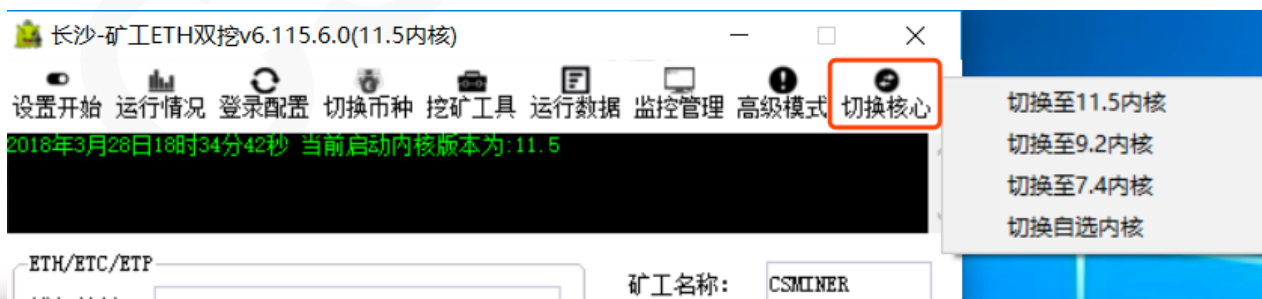 长沙-矿工ETH双挖v6.115.6.0(11.5内核)
设置开始 运行情况 登录配置 切换币种 挖矿工具 运行数据 监控管理 高级模式 切换核心
2018年3月28日18时34分42秒 当前启动内核版本为:11.5
切换至11.5内核
切换至9.2内核
切换至7.4内核
切换自选内核
ETH/ETC/ETP
矿工名称: CSMINER